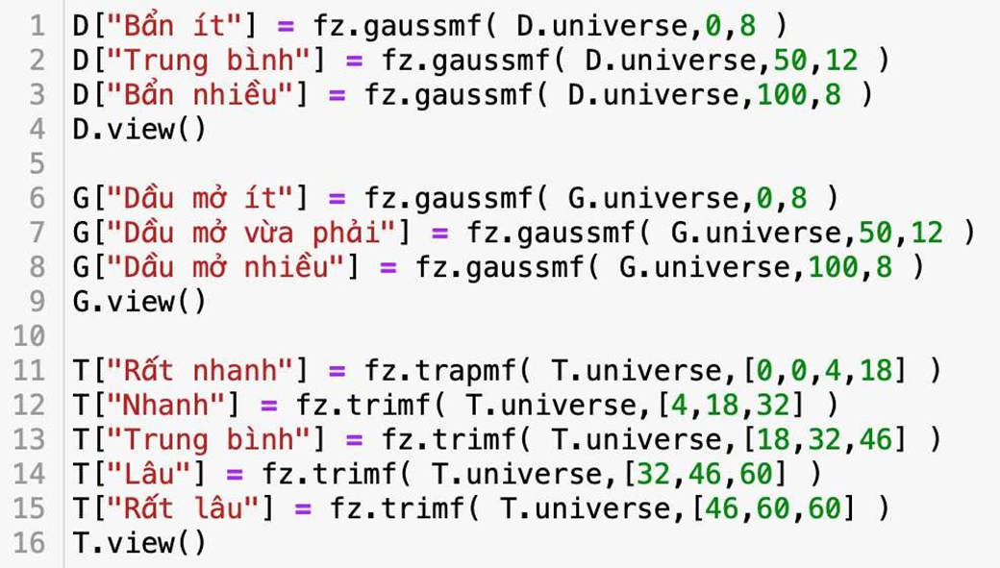 1 D["Bẩn ít"] = fz.gaussmf( D.universe,0,8 )
2 D["Trung bình"] = fz.gaussmf( D.universe,50,12 )
3 D["Bẩn nhiều"] = fz.gaussmf( D.universe,100,8 )
4 D.view()
5
6 G["Dầu mở ít"] = fz.gaussmf( G.universe,0,8 )
7 G["Dầu mở vừa phải"] = fz.gaussmf( G.universe,50,12 )
8 G["Dầu mở nhiều"] = fz.gaussmf( G.universe,100,8 )
9 G.view()
10
11 T["Rất nhanh"] = fz.trapmf( T.universe,[0,0,4,18] )
12 T["Nhanh"] = fz.trimf( T.universe,[4,18,32] )
13 T["Trung bình"] = fz.trimf( T.universe,[18,32,46] )
14 T["Lâu"] = fz.trimf( T.universe,[32,46,60] )
15 T["Rất lâu"] = fz.trimf( T.universe,[46,60,60] )
16 T.view()